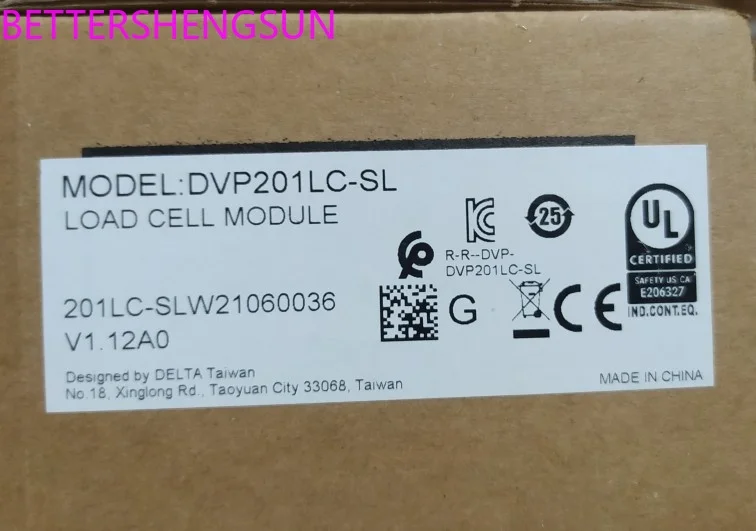 BETTERSHENGSUN
MODEL:DVP201LC-SL
LOAD CELL MODULE
25
R-R--DVP-
DVP201LC-SL
UL
CERTIFIED
SAFETY US CA
E206327
IND.CONT.EQ.
201LC-SLW21060036
V1.12A0
G
CE
Designed by DELTA Taiwan
No.18, Xinglong Rd., Taoyuan City 33068, Taiwan
MADE IN CHINA